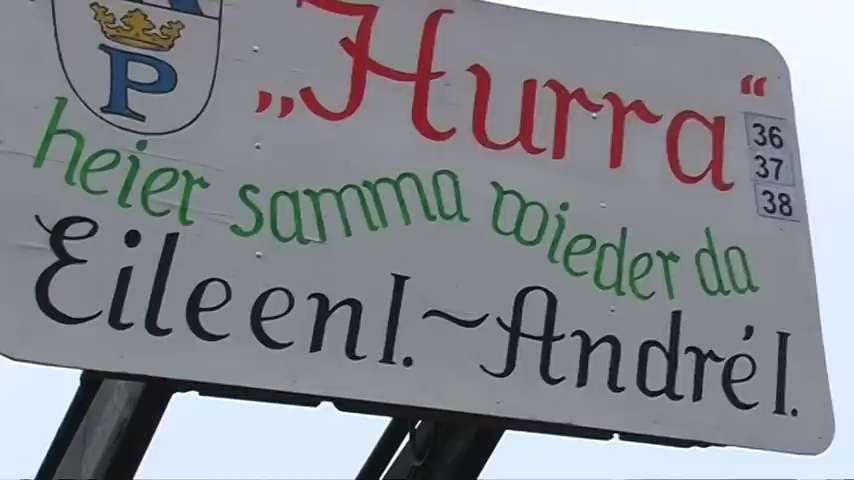 P
„Hurra“
36
37
38
heier samma wieder da
Eileen I. ~ André I.